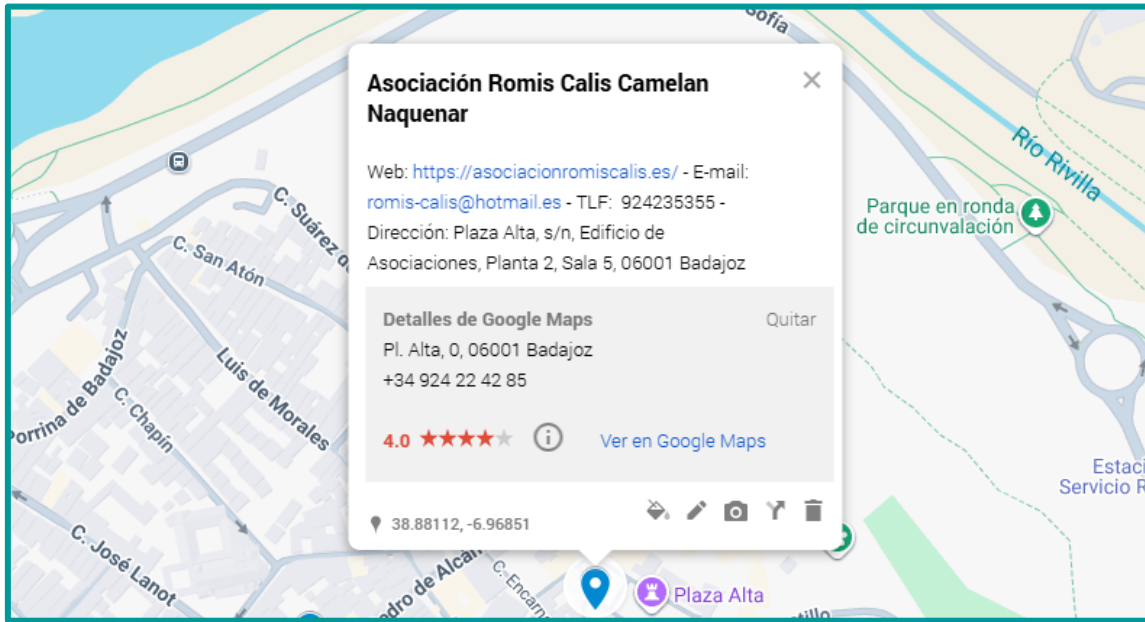 Sofía
Asociación Romis Calis Camelan
Naquenar
Web: https://asociacionromiscalis.es/ - E-mail:
romis-calis@hotmail.es - TLF:  924235355 -
Dirección: Plaza Alta, s/n, Edificio de
Asociaciones, Planta 2, Sala 5, 06001 Badajoz
Detalles de Google Maps
Quitar
Pl. Alta, 0, 06001 Badajoz
+34 924 22 42 85
4.0
Ver en Google Maps
38.88112, -6.96851
Río Rivilla
Parque en ronda
de circunvalación
C. Suárez d
C. San Atón
Luis de Morales
Porrina de Badajoz
C. Chapín
C. José Lanot
dro de Alcán
C. Encarn
Plaza Alta
Estaci
Servicio R